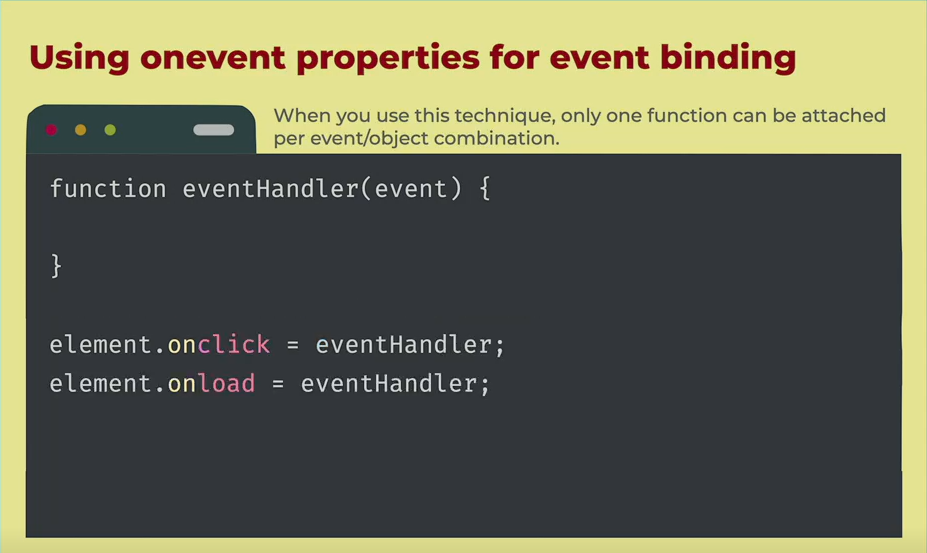 Using onevent properties for event binding
When you use this technique, only one function can be attached
per event/object combination.
function eventHandler(event) {
}
element.onclick = eventHandler;
element.onload = eventHandler;